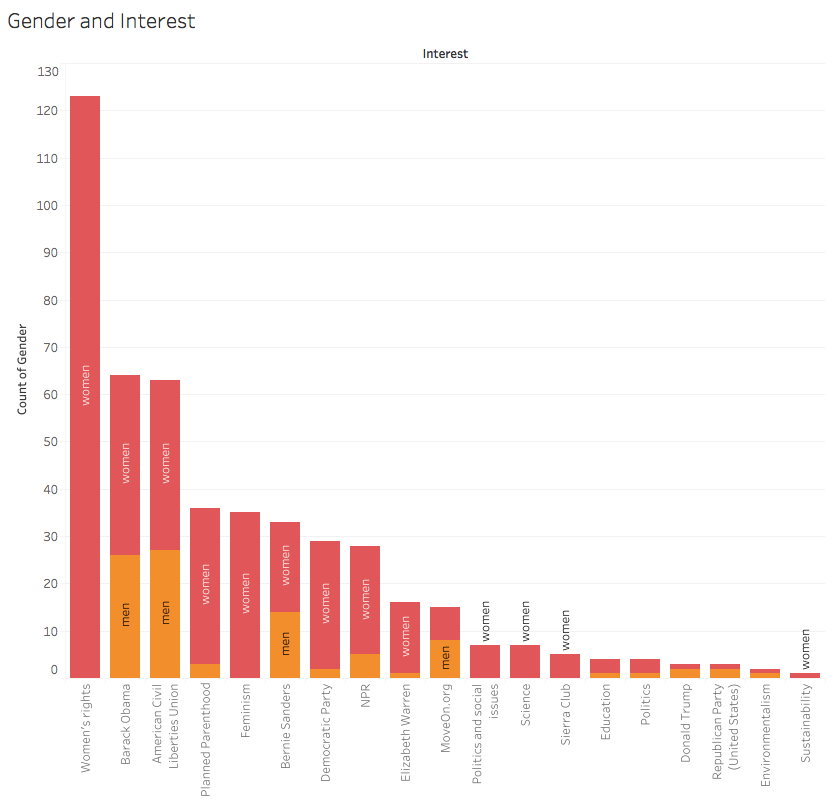 Gender and Interest
Interest
Count of Gender
130
120
110
100
90
80
70
60
50
40
30
20
10
0
women
women
men
women
men
women
women
women
men
women
women
women
men
women
women
women
women
Women's rights
Barack Obama
American Civil
Liberties Union
Planned Parenthood
Feminism
Bernie Sanders
Democratic Party
NPR
Elizabeth Warren
MoveOn.org
Politics and social
issues
Science
Sierra Club
Education
Politics
Donald Trump
Republican Party
(United States)
Environmentalism
Sustainability